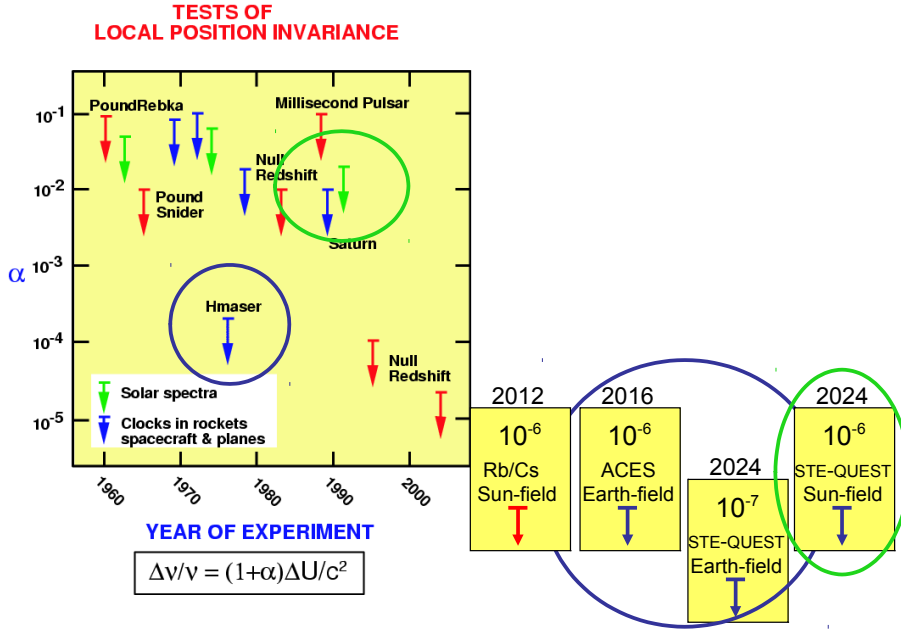 TESTS OF
LOCAL POSITION INVARIANCE
PoundRebka
Millisecond Pulsar
Null
Redshift
Pound
Snider
Saturn
Hmaser
Null
Redshift
10⁻¹
10⁻²
10⁻³
10⁻⁴
10⁻⁵
α
Solar spectra
Clocks in rockets
spacecraft & planes
1960
1970
1980
1990
2000
YEAR OF EXPERIMENT
Δν/ν = (1+α)ΔU/c²
2012
10⁻⁶
Rb/Cs
Sun-field
2016
10⁻⁶
ACES
Earth-field
2024
10⁻⁷
STE-QUEST
Earth-field
2024
10⁻⁶
STE-QUEST
Sun-field